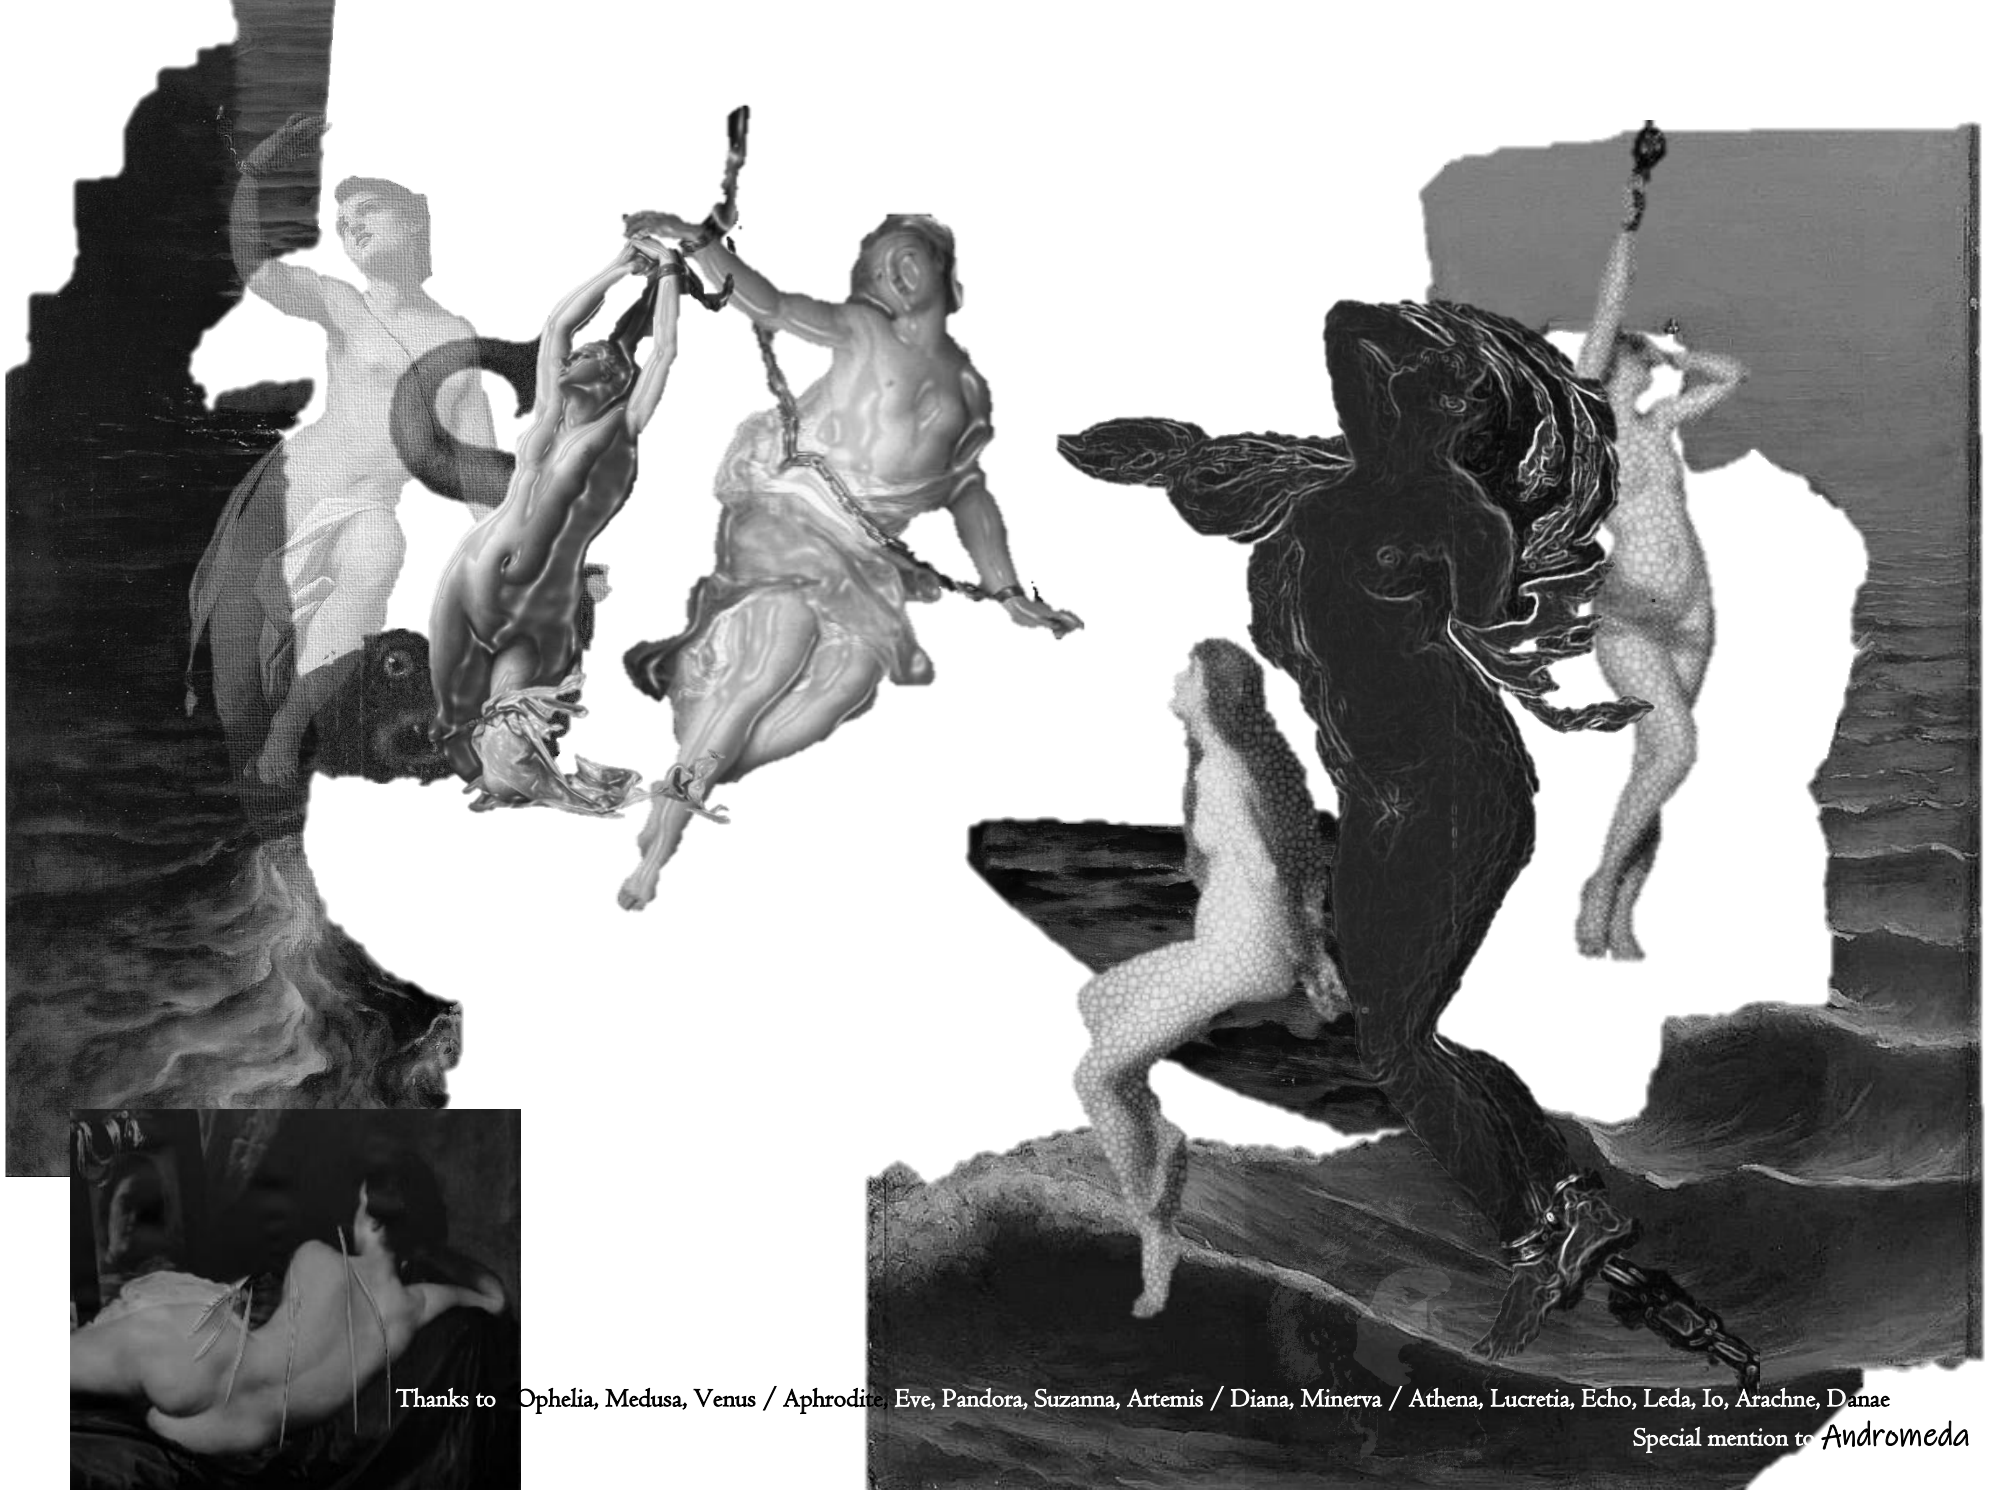 Thanks to Ophelia, Medusa, Venus / Aphrodite, Eve, Pandora, Suzanna, Artemis / Diana, Minerva / Athena, Lucretia, Echo, Leda, Io, Arachne, Danae
Special mention to Andromeda